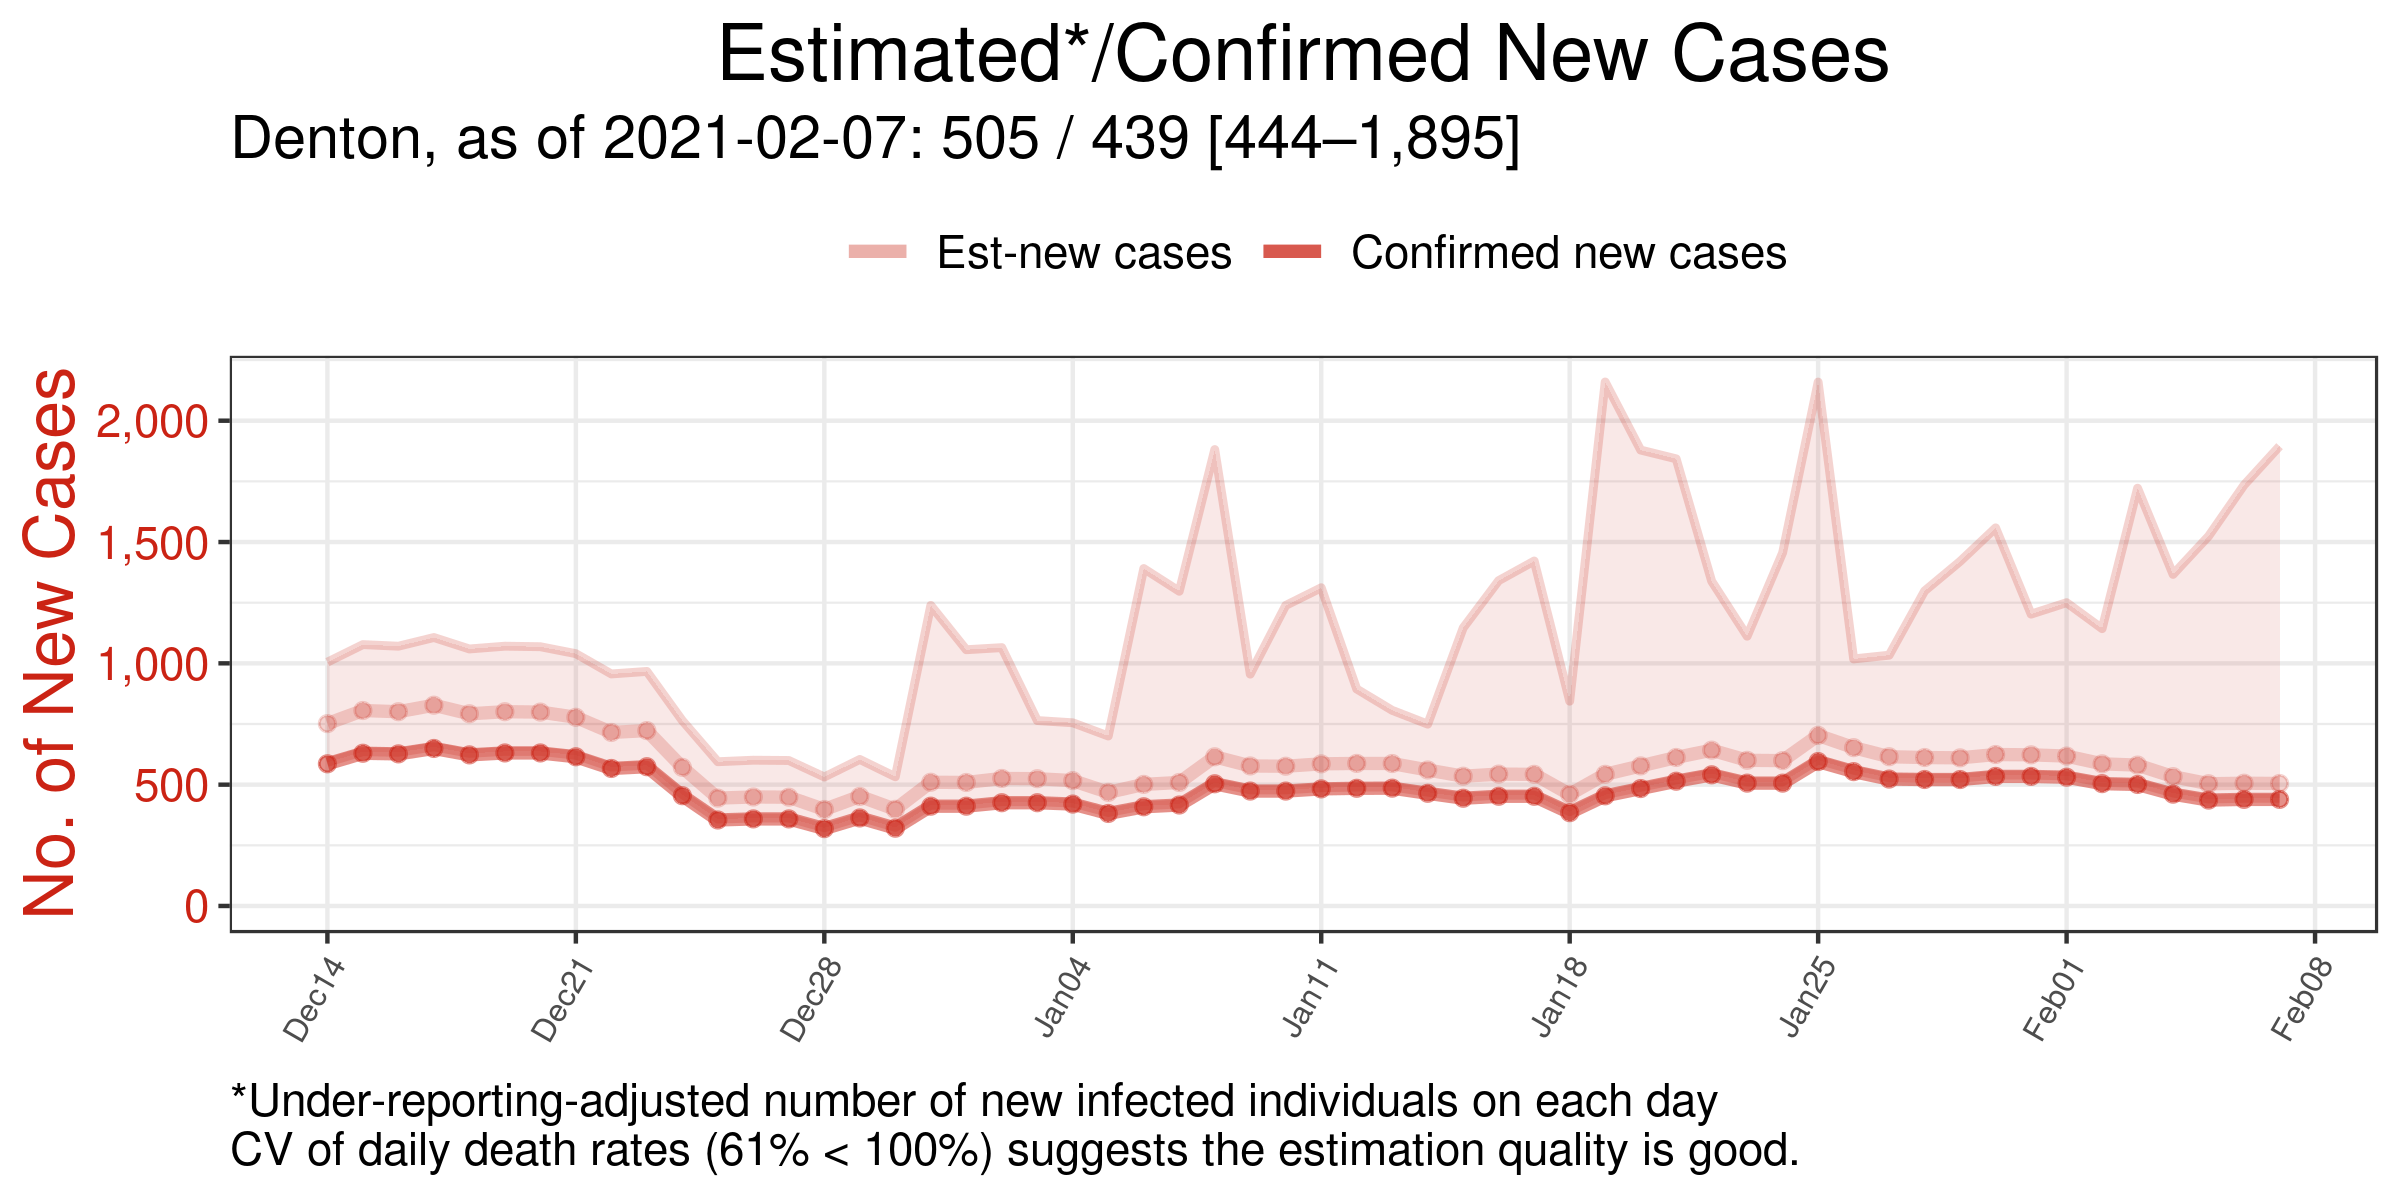 Estimated*/Confirmed New Cases
Denton, as of 2021-02-07: 505 / 439 [444–1,895]
Est-new cases
Confirmed new cases
No. of New Cases
2,000
1,500
1,000
500
0
Dec14
Dec21
Dec28
Jan04
Jan11
Jan18
Jan25
Feb01
Feb08
*Under-reporting-adjusted number of new infected individuals on each day
CV of daily death rates (61% < 100%) suggests the estimation quality is good.